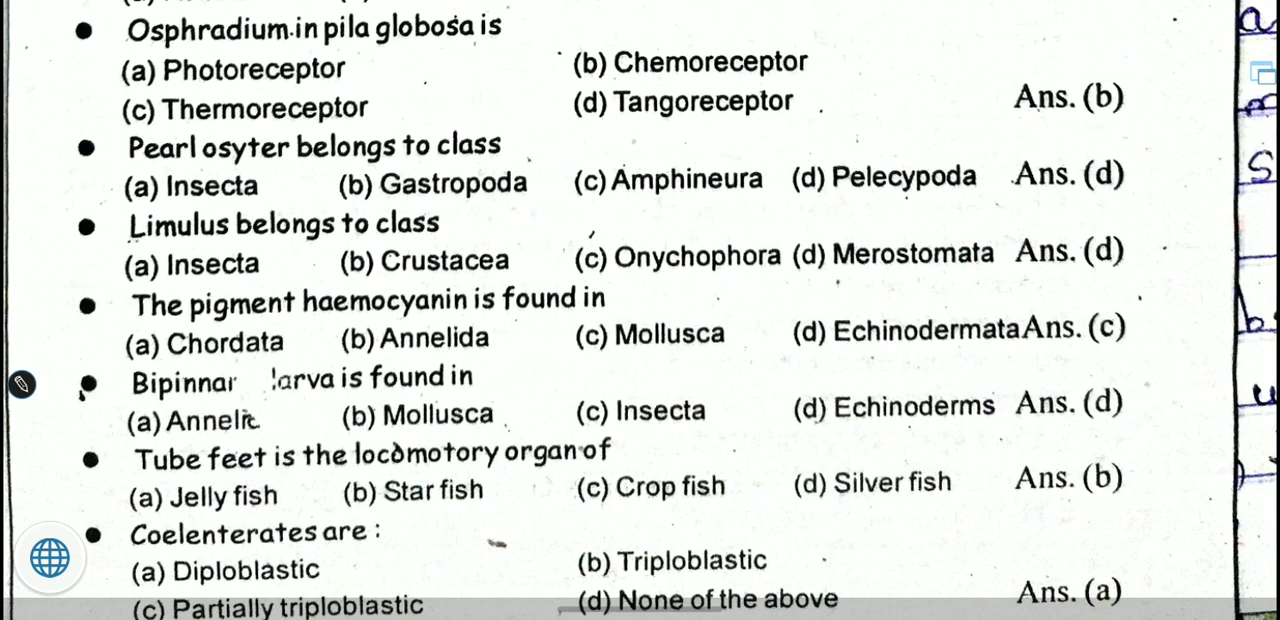 Osphradium in pila globosa is
(a) Photoreceptor (b) Chemoreceptor
(c) Thermoreceptor (d) Tangoreceptor Ans. (b)
Pearl osyter belongs to class
(a) Insecta (b) Gastropoda (c) Amphineura (d) Pelecypoda Ans. (d)
Limulus belongs to class
(a) Insecta (b) Crustacea (c) Onychophora (d) Merostomata Ans. (d)
The pigment haemocyanin is found in
(a) Chordata (b) Annelida (c) Mollusca (d) Echinodermata Ans. (c)
Bipinnar larva is found in
(a) Anneli (b) Mollusca (c) Insecta (d) Echinoderms Ans. (d)
Tube feet is the locomotory organ of
(a) Jelly fish (b) Star fish (c) Crop fish (d) Silver fish Ans. (b)
Coelenterates are :
(a) Diploblastic (b) Triploblastic
(c) Partially triploblastic (d) None of the above Ans. (a)